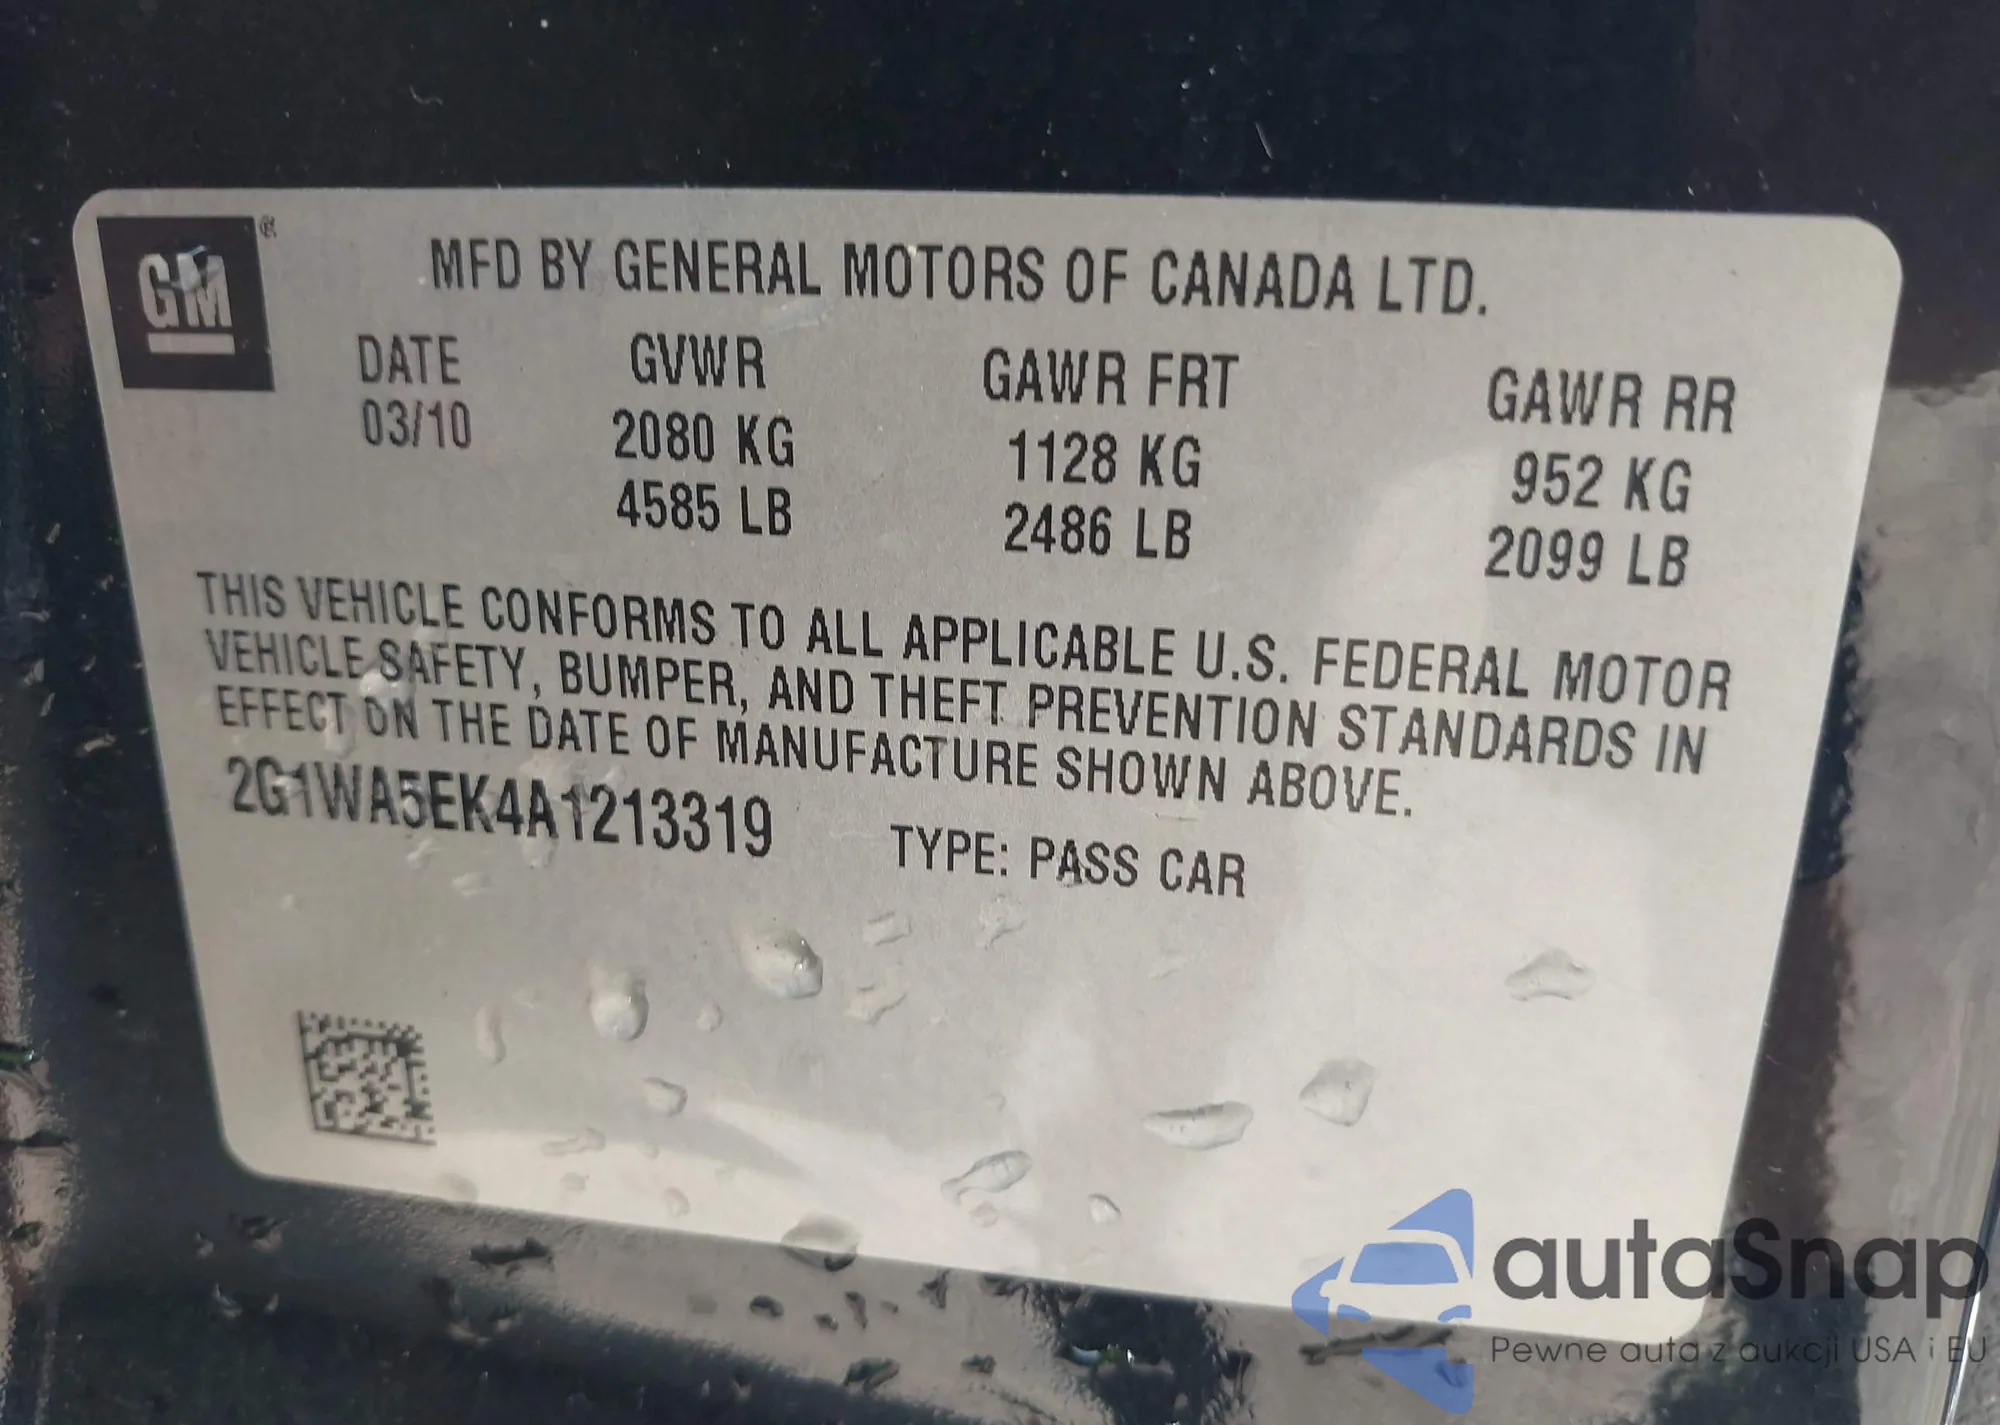 GM ®
MFD BY GENERAL MOTORS OF CANADA LTD.
DATE GVWR GAWR FRT GAWR RR
03/10 2080 KG 1128 KG 952 KG
4585 LB 2486 LB 2099 LB
THIS VEHICLE CONFORMS TO ALL APPLICABLE U.S. FEDERAL MOTOR
VEHICLE SAFETY, BUMPER, AND THEFT PREVENTION STANDARDS IN
EFFECT ON THE DATE OF MANUFACTURE SHOWN ABOVE.
2G1WA5EK4A1213319 TYPE: PASS CAR
autaSnap
Pewne auta z aukcji USA i EU